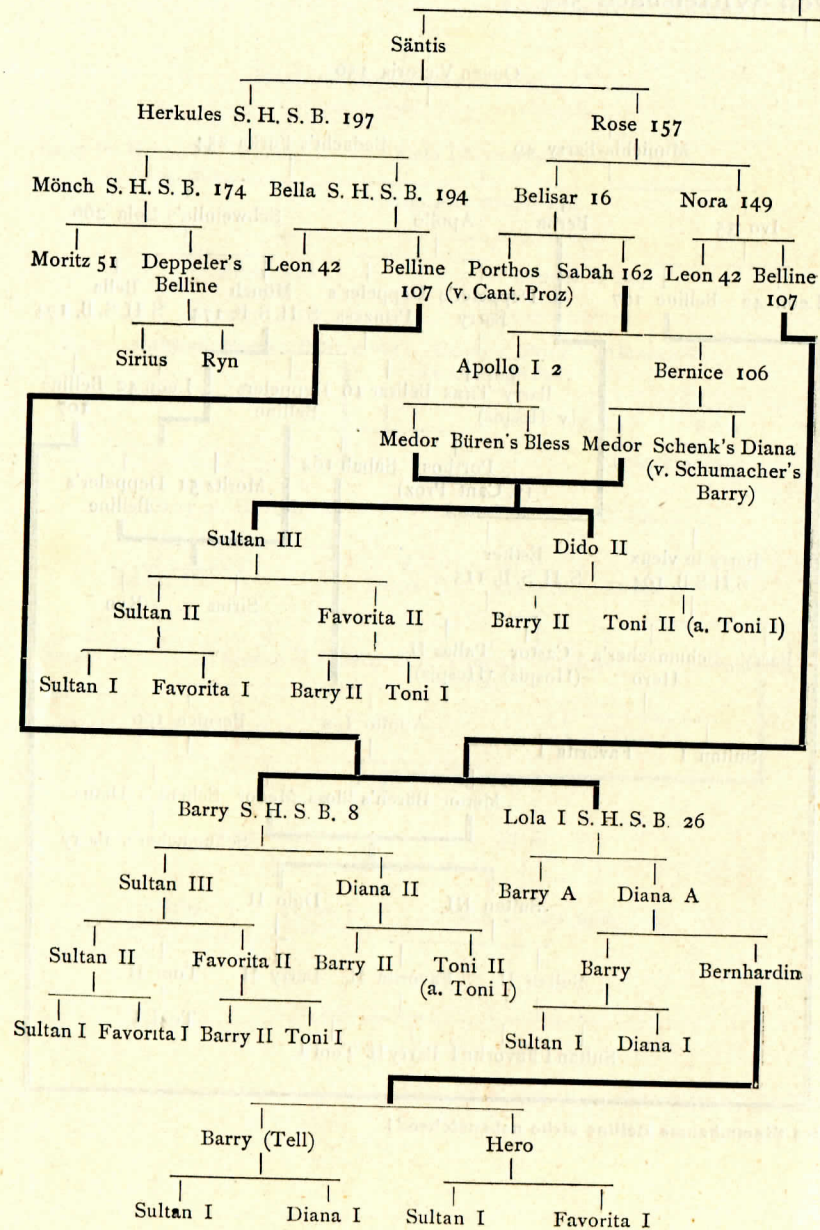 Säntis
Herkules S. H. S. B. 197 Rose 157
Mönch S. H. S. B. 174 Bella S. H. S. B. 194 Belisar 16 Nora 149
Moritz 51 Deppeler's Leon 42 Belline Porthos Sabah 162 Leon 42 Belline
Belline 107 (v. Cant. Proz) 107
Sirius Ryn Apollo I 2 Bernice 106
Medor Büren's Bless Medor Schenk's Diana
(v. Schumacher's
Barry)
Sultan III Dido II
Sultan II Favorita II Barry II Toni II (a. Toni I)
Sultan I Favorita I Barry II Toni I
Barry S. H. S. B. 8 Lola I S. H. S. B. 26
Sultan III Diana II Barry A Diana A
Sultan II Favorita II Barry II Toni II Barry Bernhardin
(a. Toni I)
Sultan I Favorita I Barry II Toni I Sultan I Diana I
Barry (Tell) Hero
Sultan I Diana I Sultan I Favorita I